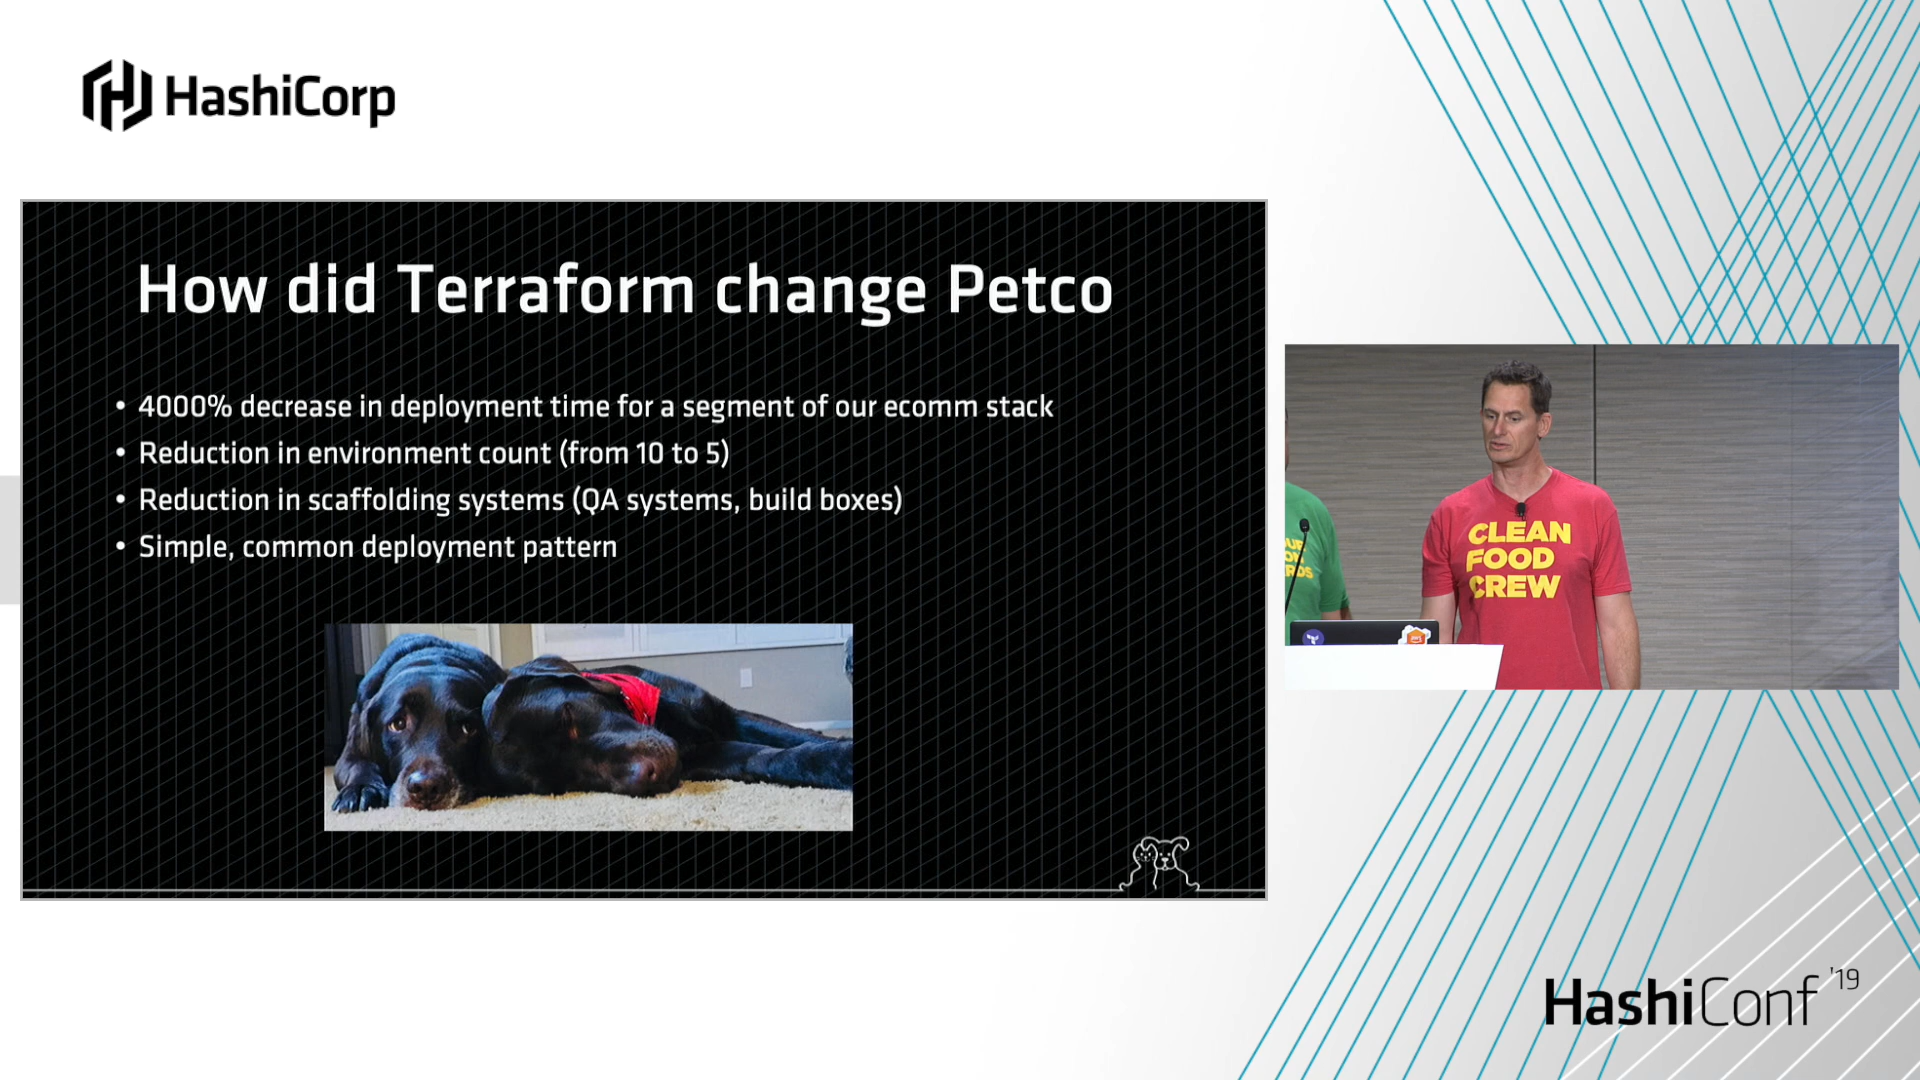 HashiCorp
How did Terraform change Petco
• 4000% decrease in deployment time for a segment of our ecomm stack
• Reduction in environment count (from 10 to 5)
• Reduction in scaffolding systems (QA systems, build boxes)
• Simple, common deployment pattern
CLEAN
FOOD
CREW
aws
HashiConf '19